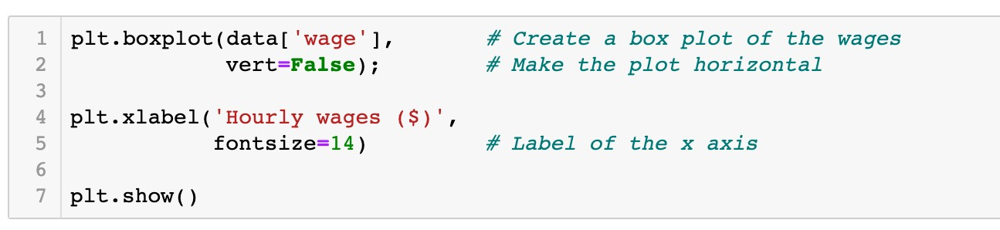 1 plt.boxplot(data['wage'],        # Create a box plot of the wages
2             vert=False);        # Make the plot horizontal
3
4 plt.xlabel('Hourly wages ($)',
5            fontsize=14)         # Label of the x axis
6
7 plt.show()